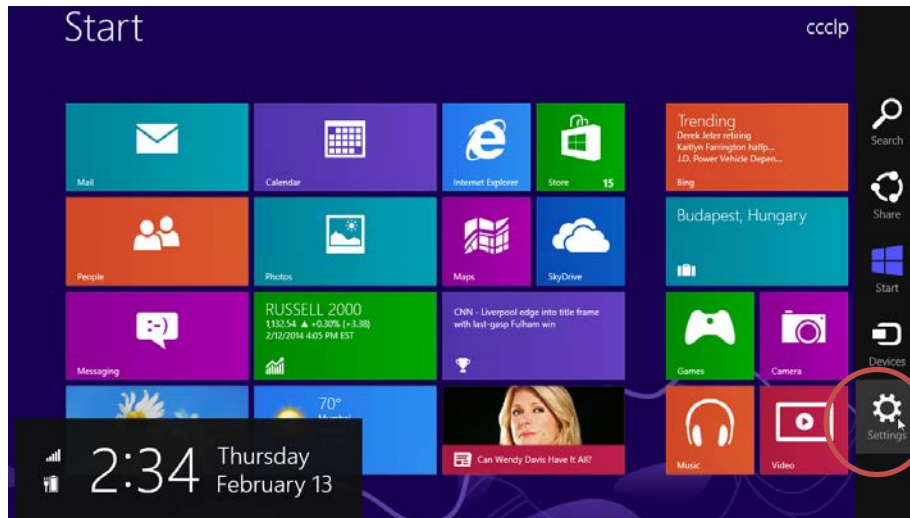 Start
ccclp
Mail
Calendar
Internet Explorer
Store 15
Trending
Derek Jeter retiring
Kaitlyn Farrington halfp...
J.D. Power Vehicle Depen...
Bing
Search
People
Photos
Maps
SkyDrive
Budapest, Hungary
Share
Start
Messaging
RUSSELL 2000
1,132.54 ▲ +0.30% (+3.38)
2/12/2014 4:05 PM EST
CNN - Liverpool edge into title frame
with last-gasp Fulham win
Games
Camera
Devices
70°
Can Wendy Davis Have It All?
Music
Video
Settings
2:34
Thursday
February 13